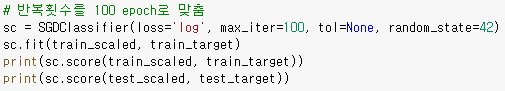 # 반복횟수를 100 epoch로 맞춤
sc = SGDClassifier(loss='log', max_iter=100, tol=None, random_state=42)
sc.fit(train_scaled, train_target)
print(sc.score(train_scaled, train_target))
print(sc.score(test_scaled, test_target))